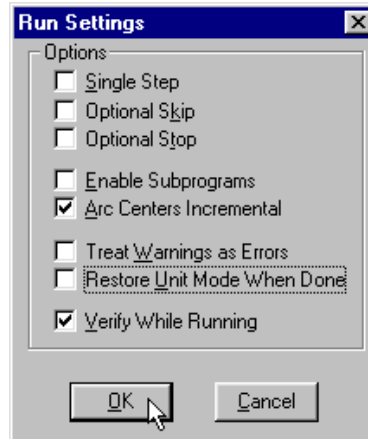 Run Settings
Options
Single Step
Optional Skip
Optional Stop
Enable Subprograms
Arc Centers Incremental
Treat Warnings as Errors
Restore Unit Mode When Done
Verify While Running
OK Cancel